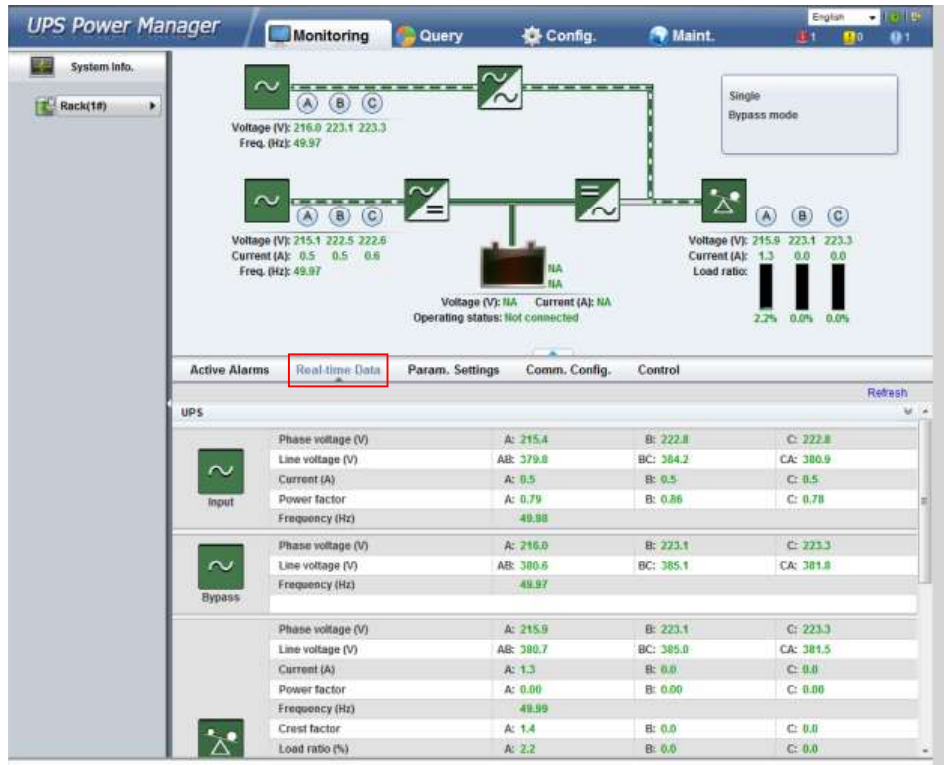 UPS Power Manager
Monitoring Query Config. Maint.
English
1 0 1
System Info.
Rack(1#)
A B C
Voltage (V): 216.0 223.1 223.3
Freq. (Hz): 49.97
Single
Bypass mode
A B C
Voltage (V): 215.1 222.5 222.6
Current (A): 0.5 0.5 0.6
Freq. (Hz): 49.97
NA
NA
Voltage (V): NA Current (A): NA
Operating status: Not connected
A B C
Voltage (V): 215.9 223.1 223.3
Current (A): 1.3 0.0 0.0
Load ratio:
2.2% 0.0% 0.0%
Active Alarms Real-time Data Param. Settings Comm. Config. Control
Refresh
UPS
Input
Phase voltage (V) A: 215.4 B: 222.8 C: 222.8
Line voltage (V) AB: 379.8 BC: 384.2 CA: 380.9
Current (A) A: 0.5 B: 0.5 C: 0.5
Power factor A: 0.79 B: 0.86 C: 0.78
Frequency (Hz) 49.98
Bypass
Phase voltage (V) A: 216.0 B: 223.1 C: 223.3
Line voltage (V) AB: 380.6 BC: 385.1 CA: 381.8
Frequency (Hz) 49.97
Phase voltage (V) A: 215.9 B: 223.1 C: 223.3
Line voltage (V) AB: 380.7 BC: 385.0 CA: 381.5
Current (A) A: 1.3 B: 0.0 C: 0.0
Power factor A: 0.00 B: 0.00 C: 0.00
Frequency (Hz) 49.99
Crest factor A: 1.4 B: 0.0 C: 0.0
Load ratio (%) A: 2.2 B: 0.0 C: 0.0